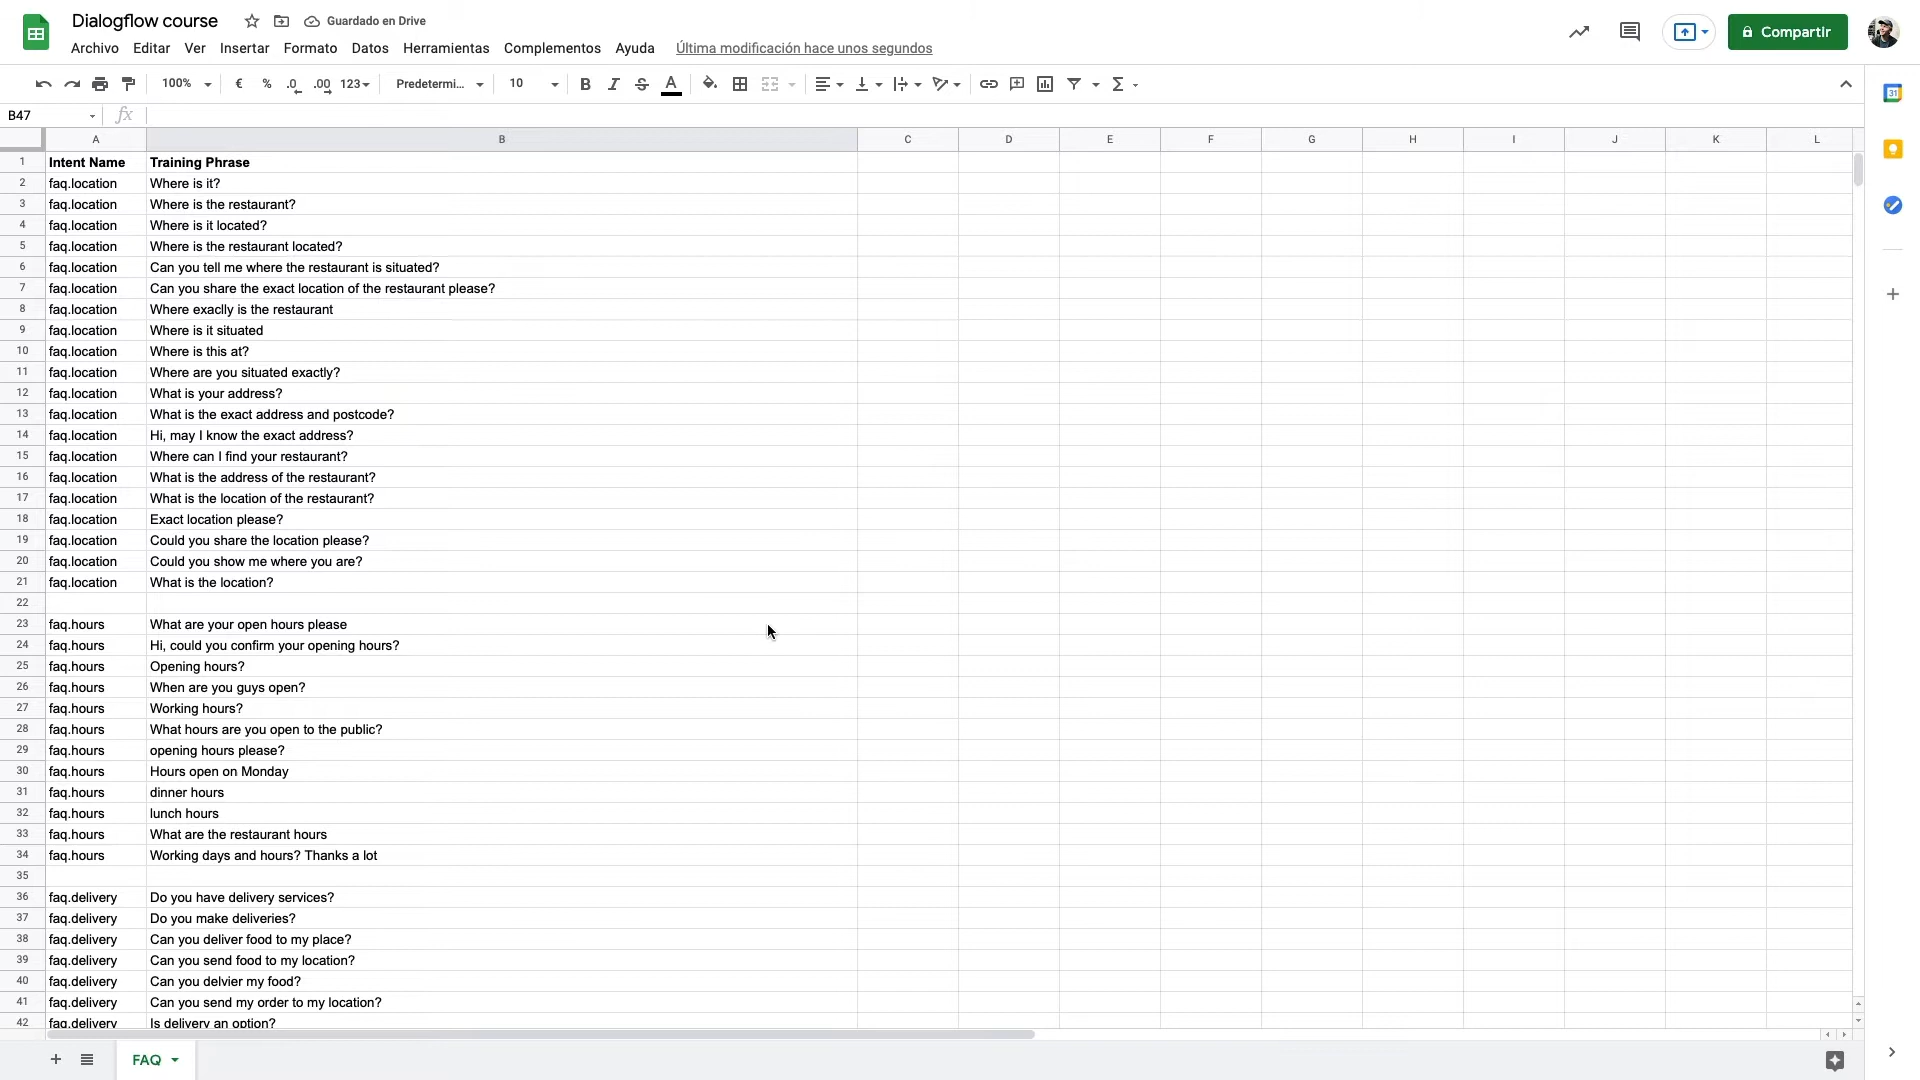 Dialogflow course Guardado en Drive
Archivo Editar Ver Insertar Formato Datos Herramientas Complementos Ayuda Última modificación hace unos segundos
Compartir
100% € % .0 .00 123 Predetermi... 10 B I S A Σ
31
B47 fx
A B C D E F G H I J K L
1 Intent Name Training Phrase
2 faq.location Where is it?
3 faq.location Where is the restaurant?
4 faq.location Where is it located?
5 faq.location Where is the restaurant located?
6 faq.location Can you tell me where the restaurant is situated?
7 faq.location Can you share the exact location of the restaurant please?
8 faq.location Where exaclly is the restaurant
9 faq.location Where is it situated
10 faq.location Where is this at?
11 faq.location Where are you situated exactly?
12 faq.location What is your address?
13 faq.location What is the exact address and postcode?
14 faq.location Hi, may I know the exact address?
15 faq.location Where can I find your restaurant?
16 faq.location What is the address of the restaurant?
17 faq.location What is the location of the restaurant?
18 faq.location Exact location please?
19 faq.location Could you share the location please?
20 faq.location Could you show me where you are?
21 faq.location What is the location?
22
23 faq.hours What are your open hours please
24 faq.hours Hi, could you confirm your opening hours?
25 faq.hours Opening hours?
26 faq.hours When are you guys open?
27 faq.hours Working hours?
28 faq.hours What hours are you open to the public?
29 faq.hours opening hours please?
30 faq.hours Hours open on Monday
31 faq.hours dinner hours
32 faq.hours lunch hours
33 faq.hours What are the restaurant hours
34 faq.hours Working days and hours? Thanks a lot
35
36 faq.delivery Do you have delivery services?
37 faq.delivery Do you make deliveries?
38 faq.delivery Can you deliver food to my place?
39 faq.delivery Can you send food to my location?
40 faq.delivery Can you delvier my food?
41 faq.delivery Can you send my order to my location?
42 faq.delivery Is delivery an option?
FAQ